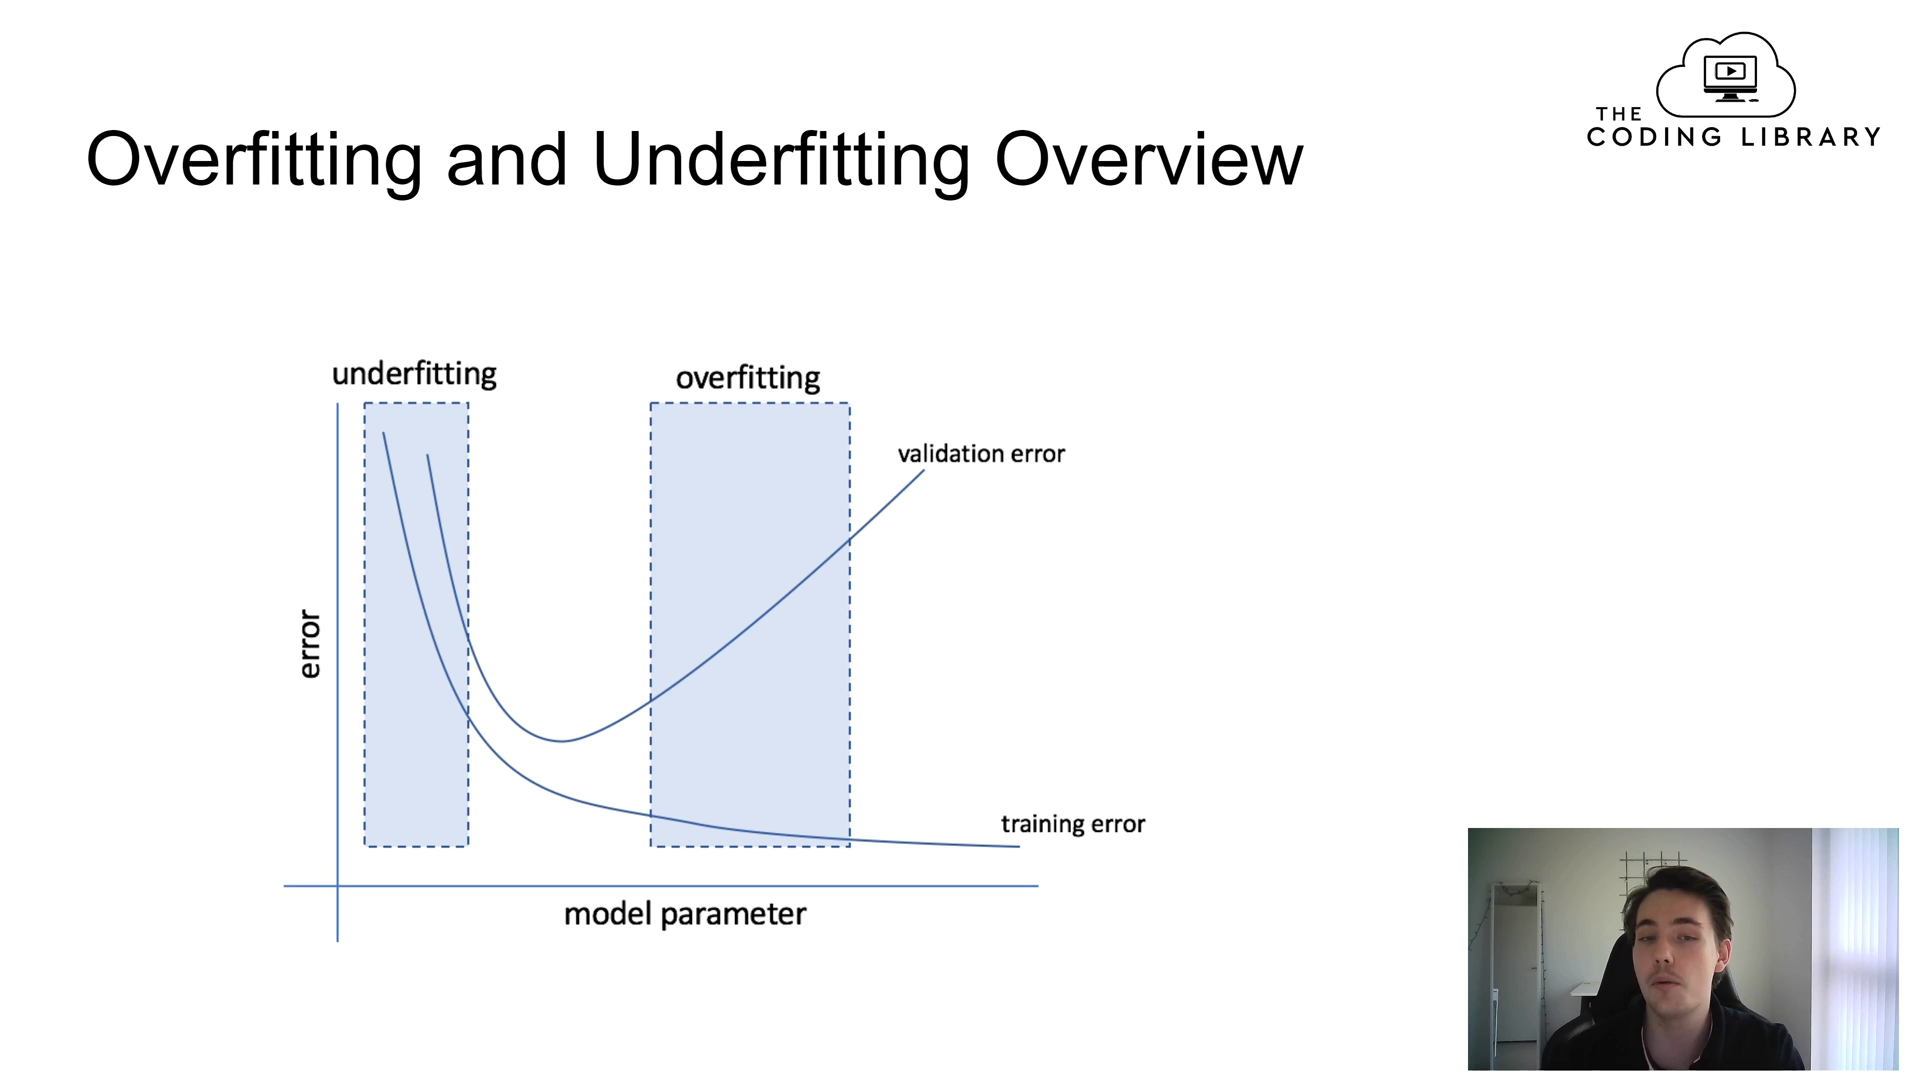 THE
CODING LIBRARY
Overfitting and Underfitting Overview
underfitting
overfitting
validation error
error
training error
model parameter